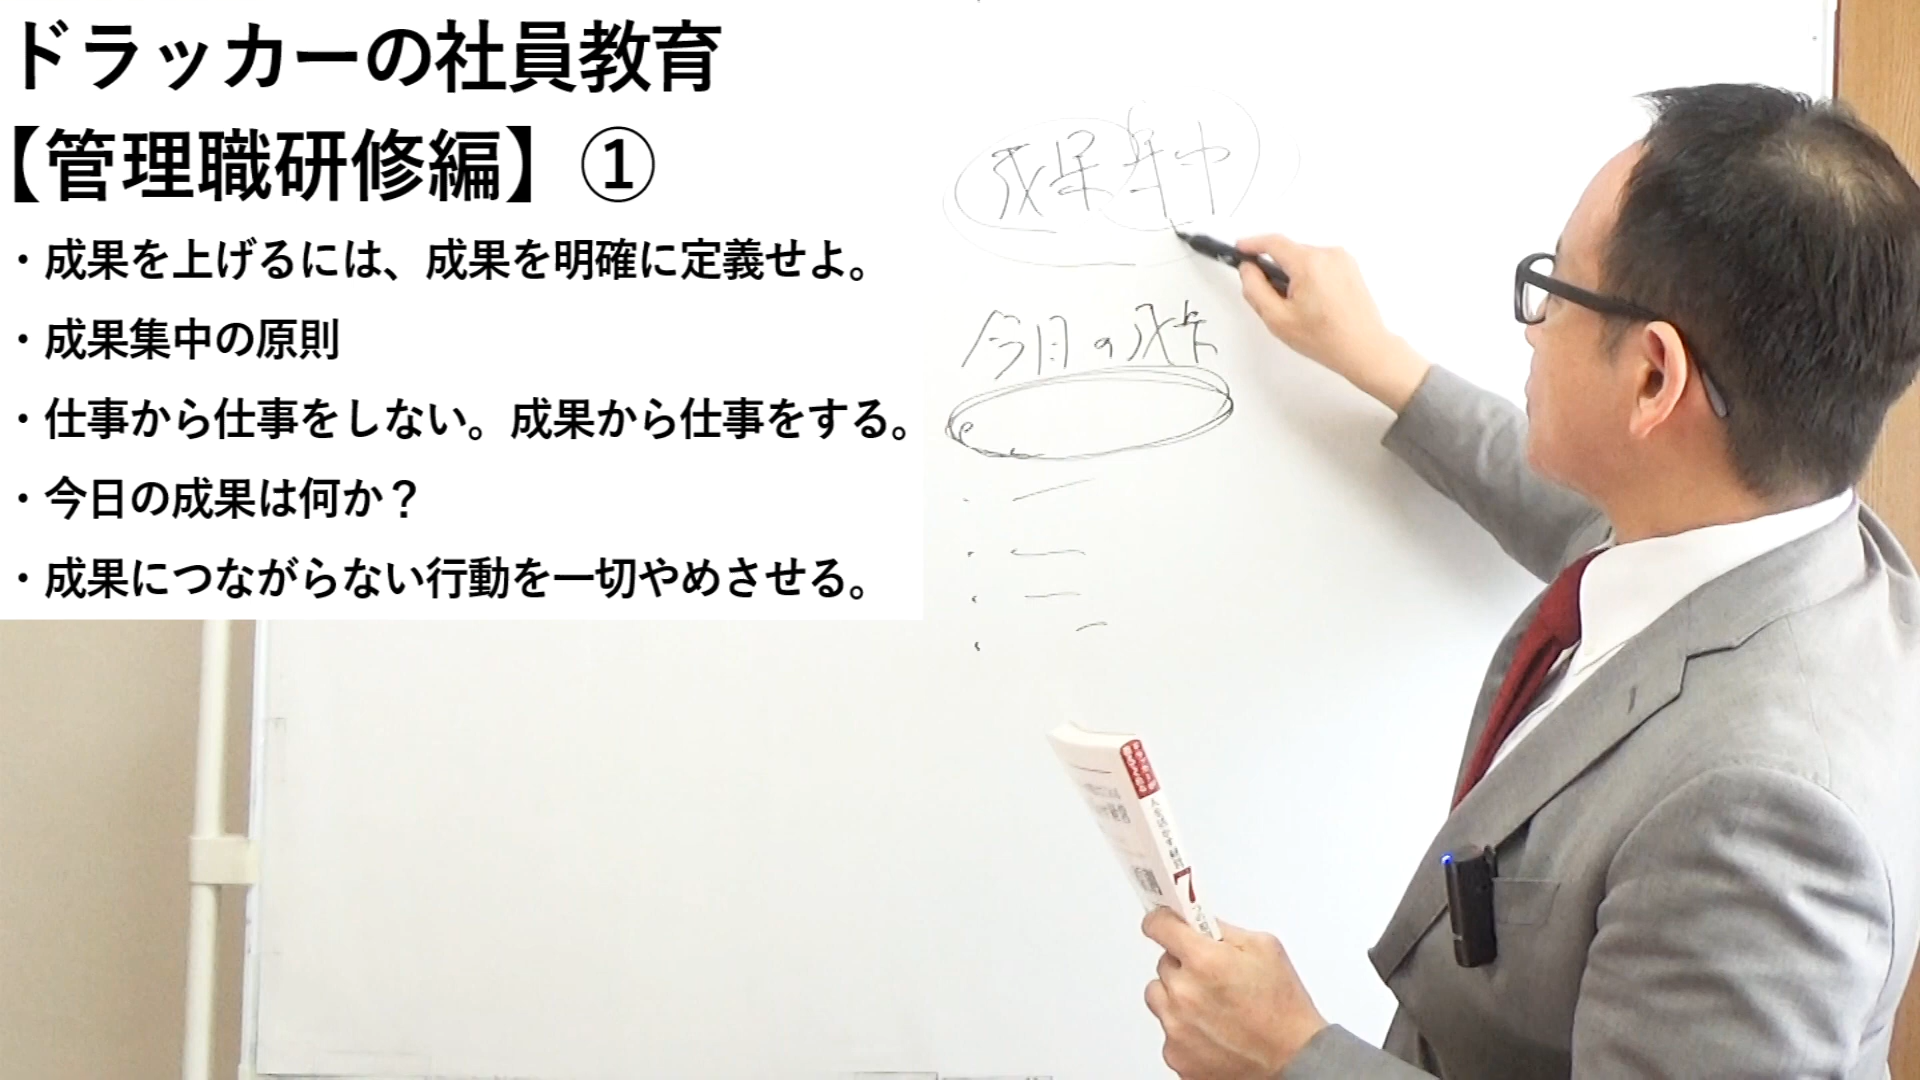 ドラッカーの社員教育
【管理職研修編】①
・成果を上げるには、成果を明確に定義せよ。
・成果集中の原則
・仕事から仕事をしない。成果から仕事をする。
・今日の成果は何か？
・成果につながらない行動を一切やめさせる。
成果集中
今日の成果
7つの